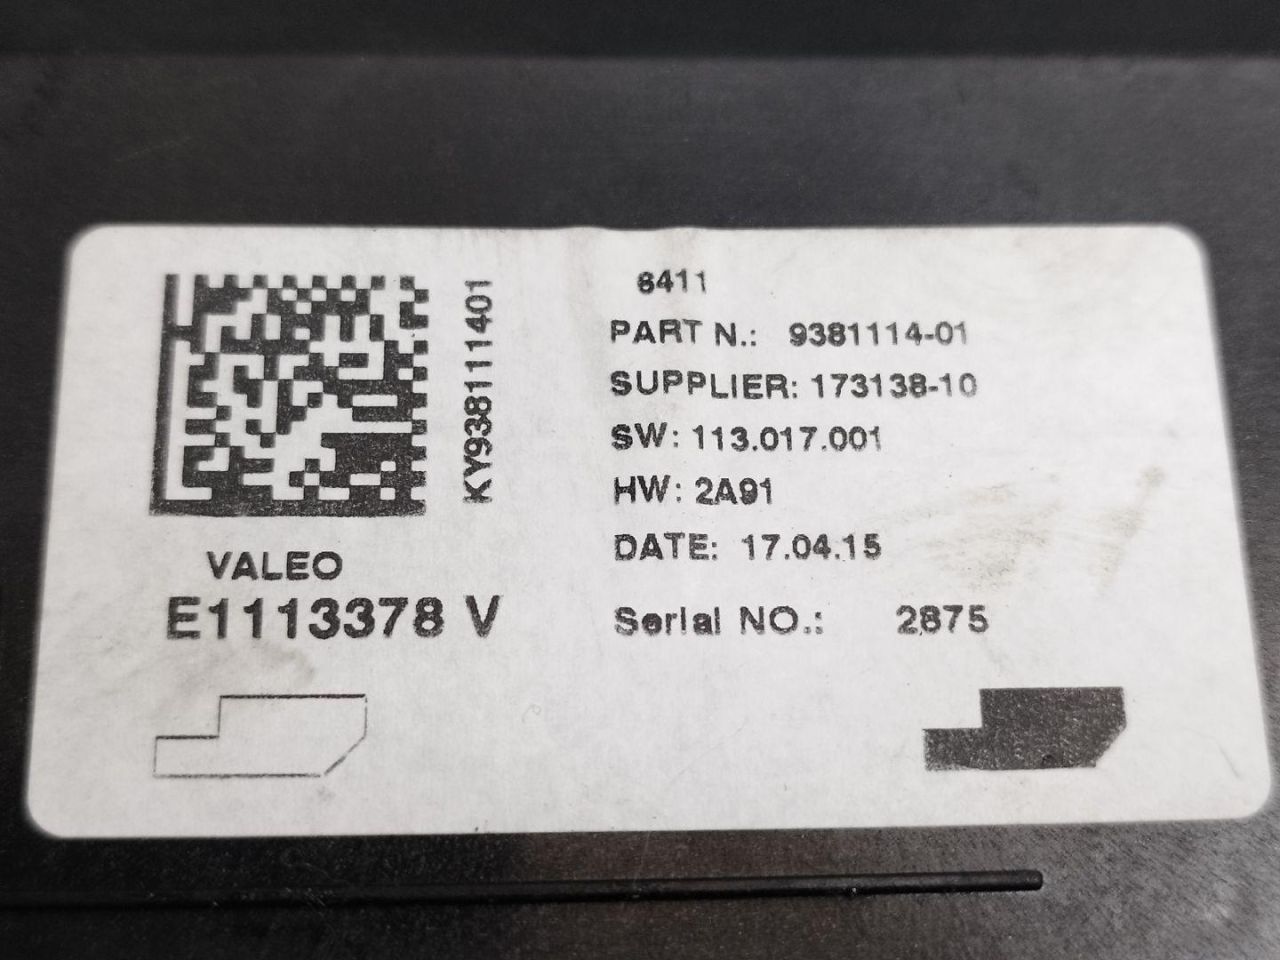 KY938111401
VALEO
E1113378 V
6411
PART N.: 9381114-01
SUPPLIER: 173138-10
SW: 113.017.001
HW: 2A91
DATE: 17.04.15
Serial NO.: 2875